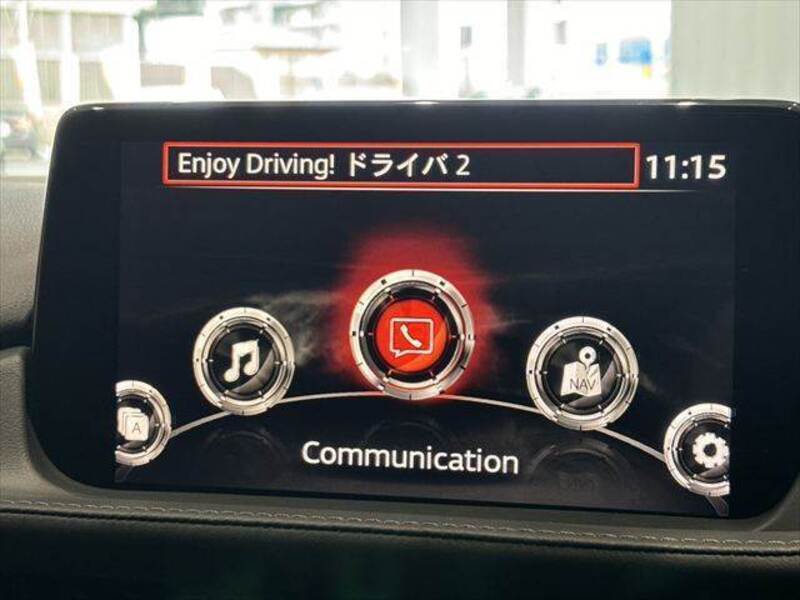 Enjoy Driving! ドライバ 2
11:15
A
NAV
Communication